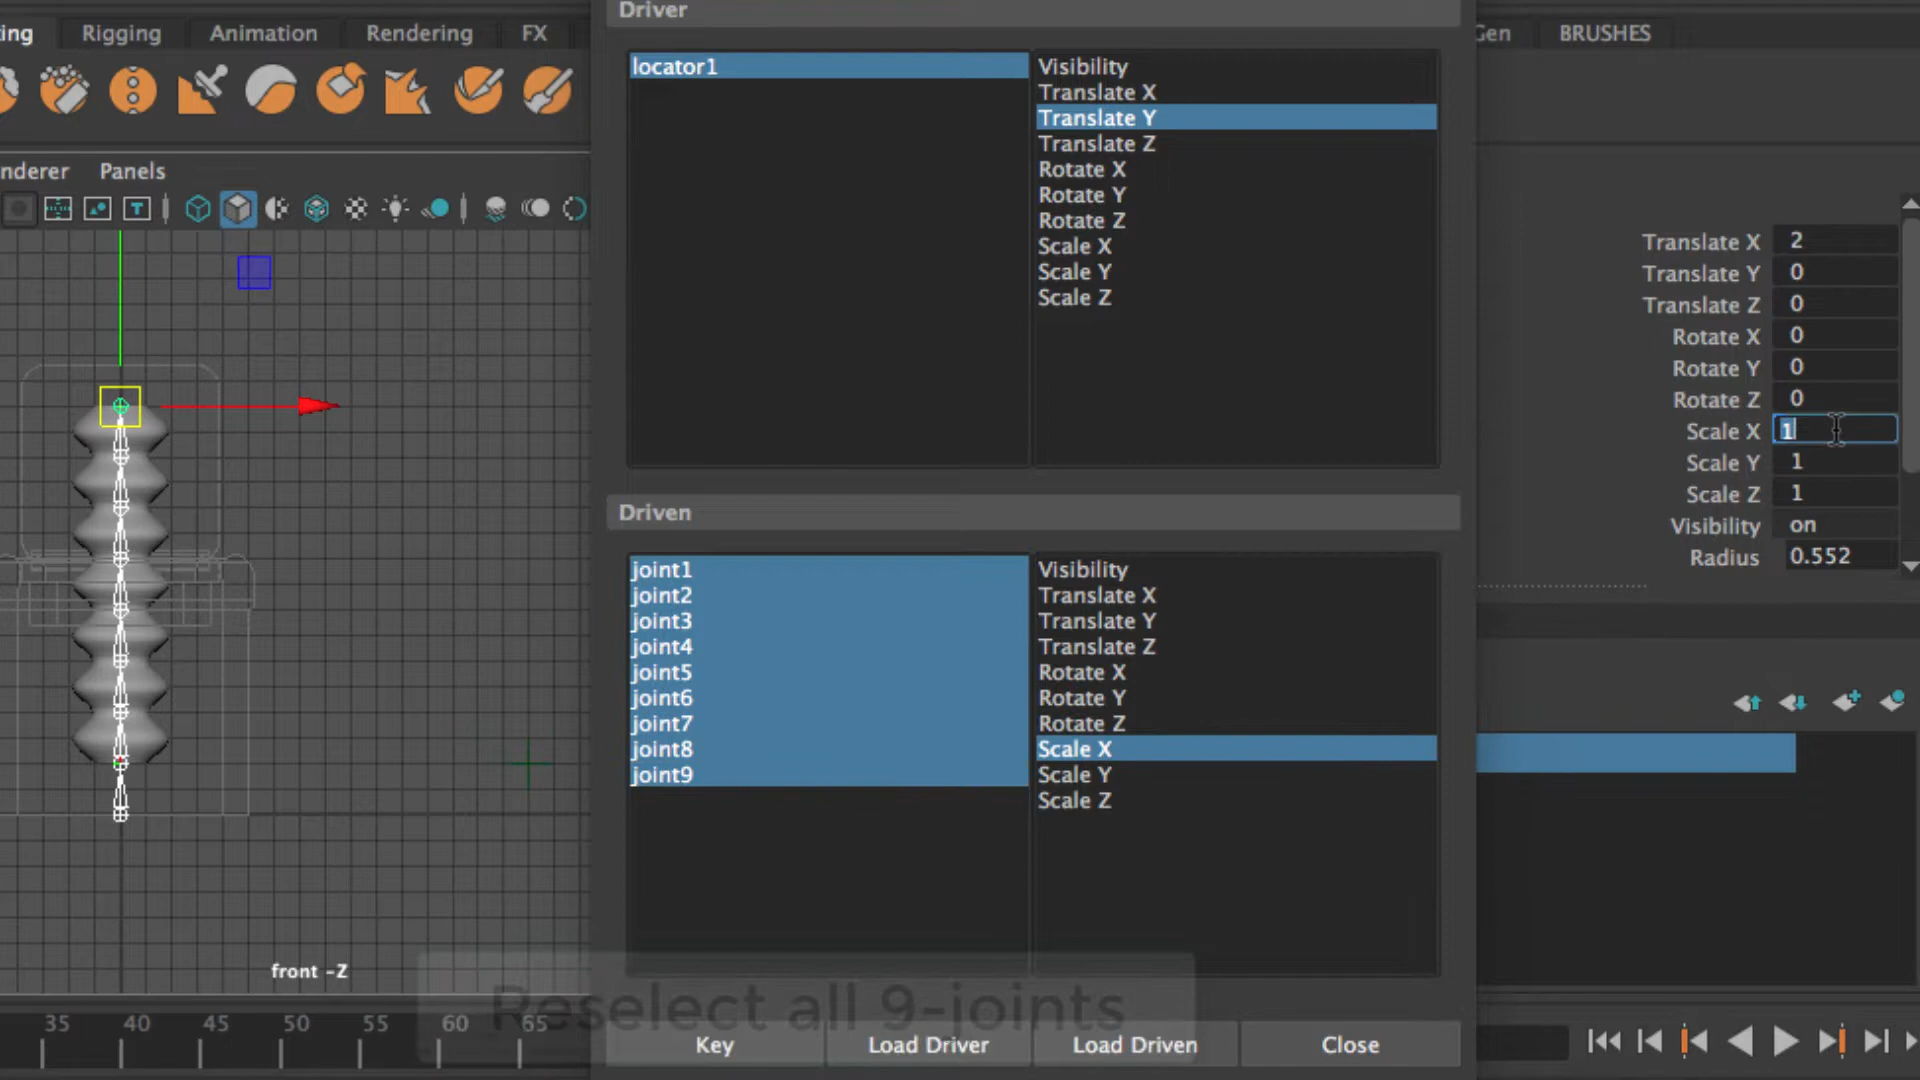 Driver
ing Rigging Animation Rendering FX
Gen BRUSHES
locator1
Visibility
Translate X
Translate Y
Translate Z
Rotate X
Rotate Y
Rotate Z
Scale X
Scale Y
Scale Z
nderer Panels
T
Translate X 2
Translate Y 0
Translate Z 0
Rotate X 0
Rotate Y 0
Rotate Z 0
Scale X 1
Scale Y 1
Scale Z 1
Visibility on
Radius 0.552
Driven
joint1
joint2
joint3
joint4
joint5
joint6
joint7
joint8
joint9
Visibility
Translate X
Translate Y
Translate Z
Rotate X
Rotate Y
Rotate Z
Scale X
Scale Y
Scale Z
front -Z
Reselect all 9-joints
35 40 45 50 55 60 65
Key Load Driver Load Driven Close